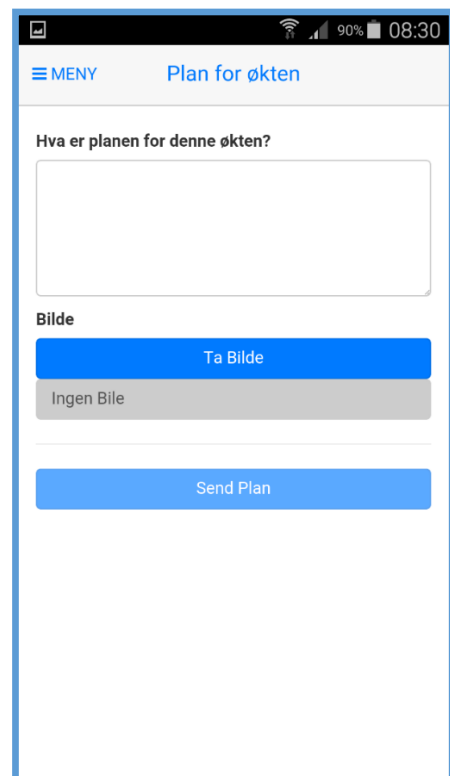 90% 08:30
MENY Plan for økten
Hva er planen for denne økten?
Bilde
Ta Bilde
Ingen Bile
Send Plan